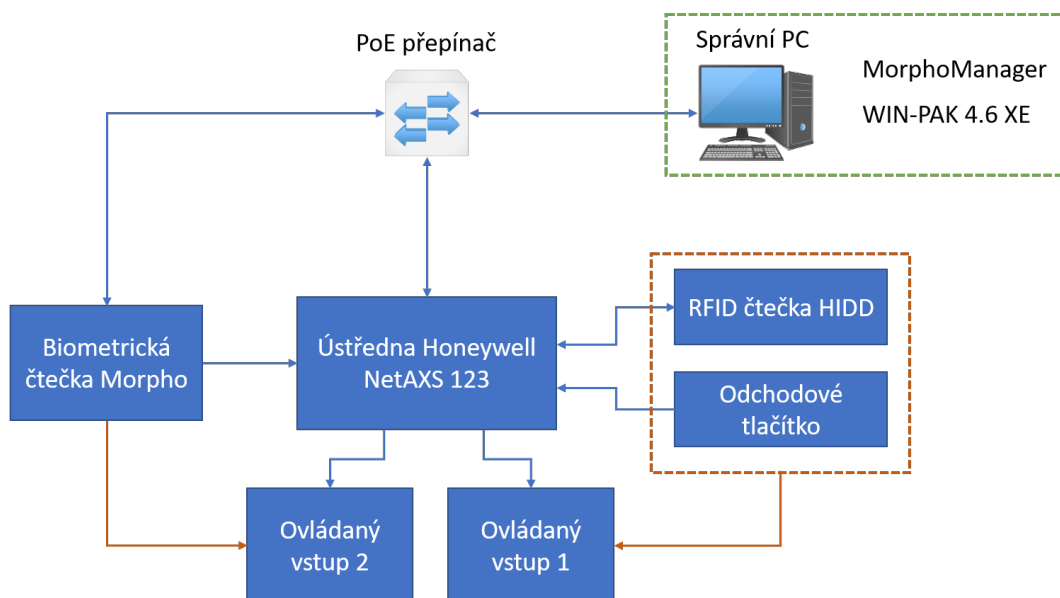 PoE přepínač
Správní PC
MorphoManager
WIN-PAK 4.6 XE
RFID čtečka HIDD
Biometrická
čtečka Morpho
Ústředna Honeywell
NetAXS 123
Odchodové
tlačítko
Ovládaný
vstup 2
Ovládaný
vstup 1